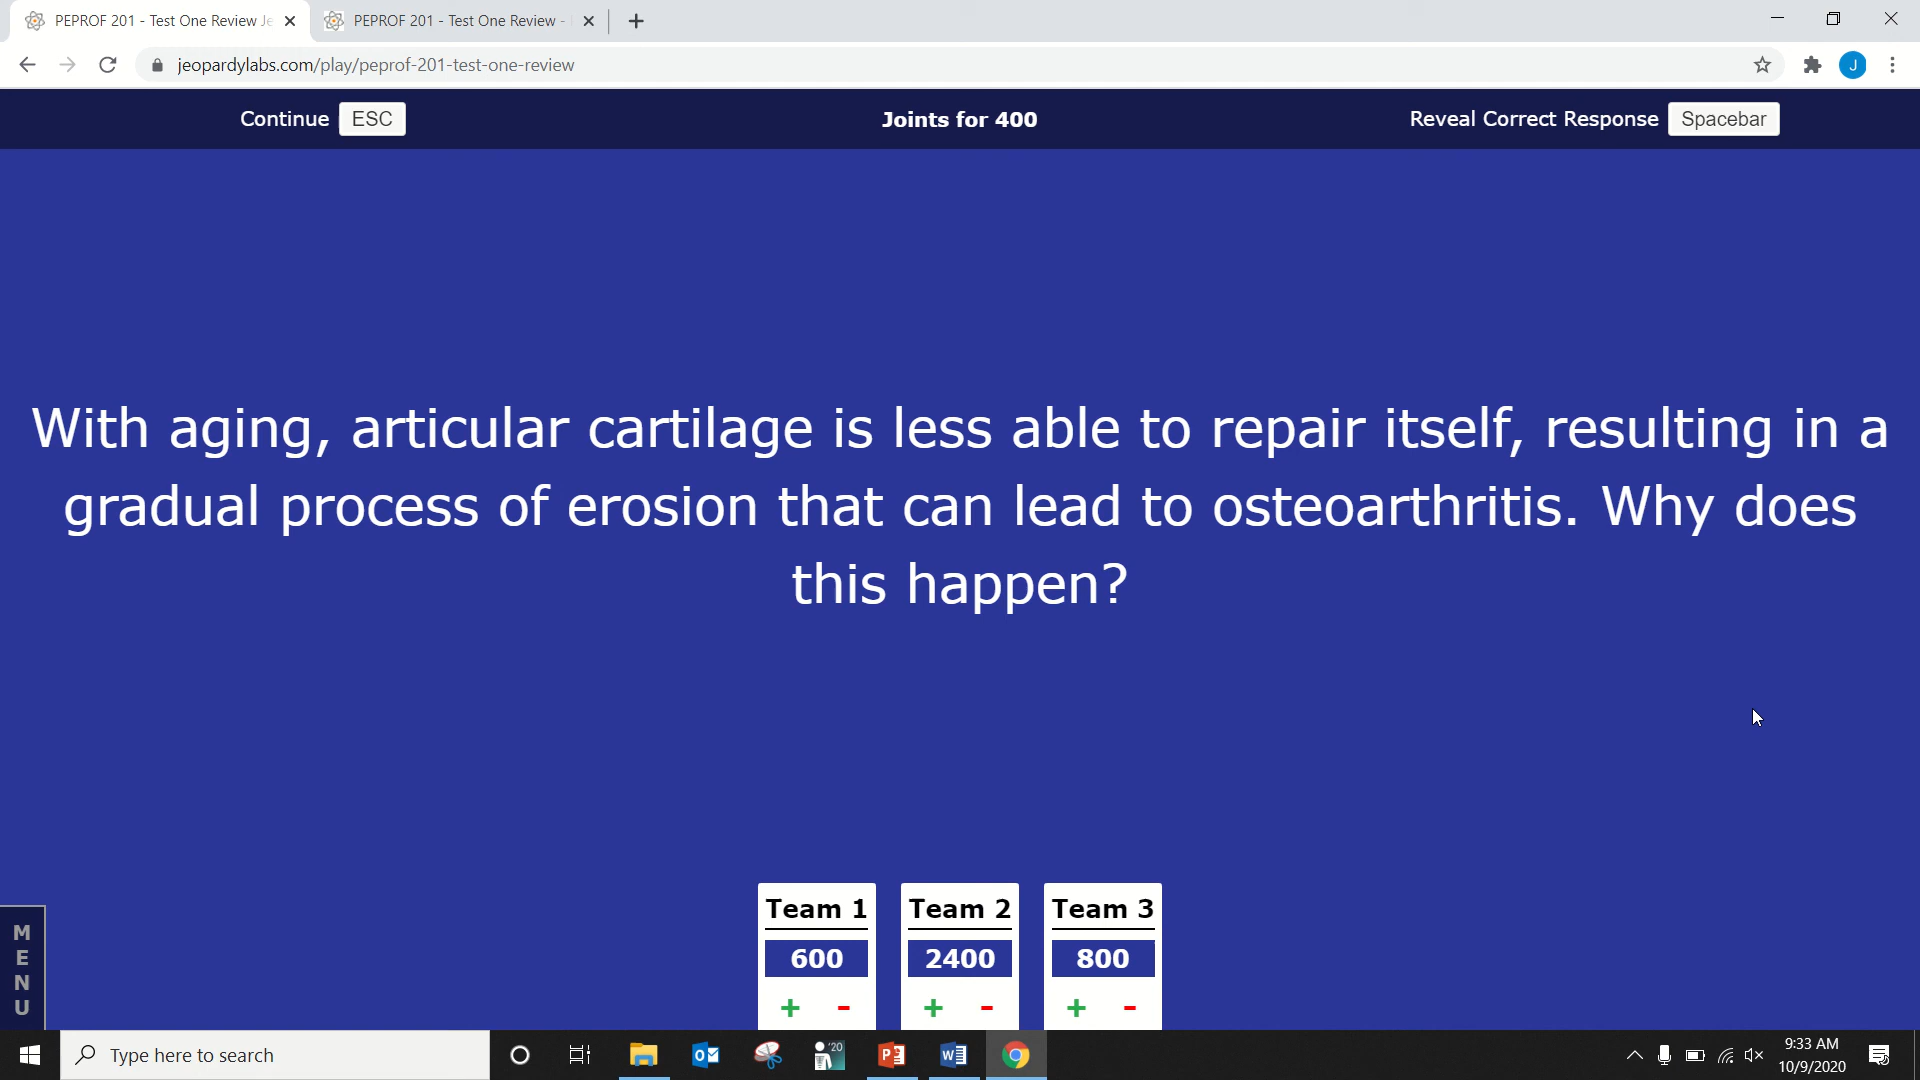 PEPROF 201 - Test One Review Je
PEPROF 201 - Test One Review -
jeopardylabs.com/play/peprof-201-test-one-review
J
Continue ESC
Joints for 400
Reveal Correct Response Spacebar
With aging, articular cartilage is less able to repair itself, resulting in a
gradual process of erosion that can lead to osteoarthritis. Why does
this happen?
MENU
Team 1 Team 2 Team 3
600 2400 800
+ - + - + -
Type here to search
'20
9:33 AM
10/9/2020